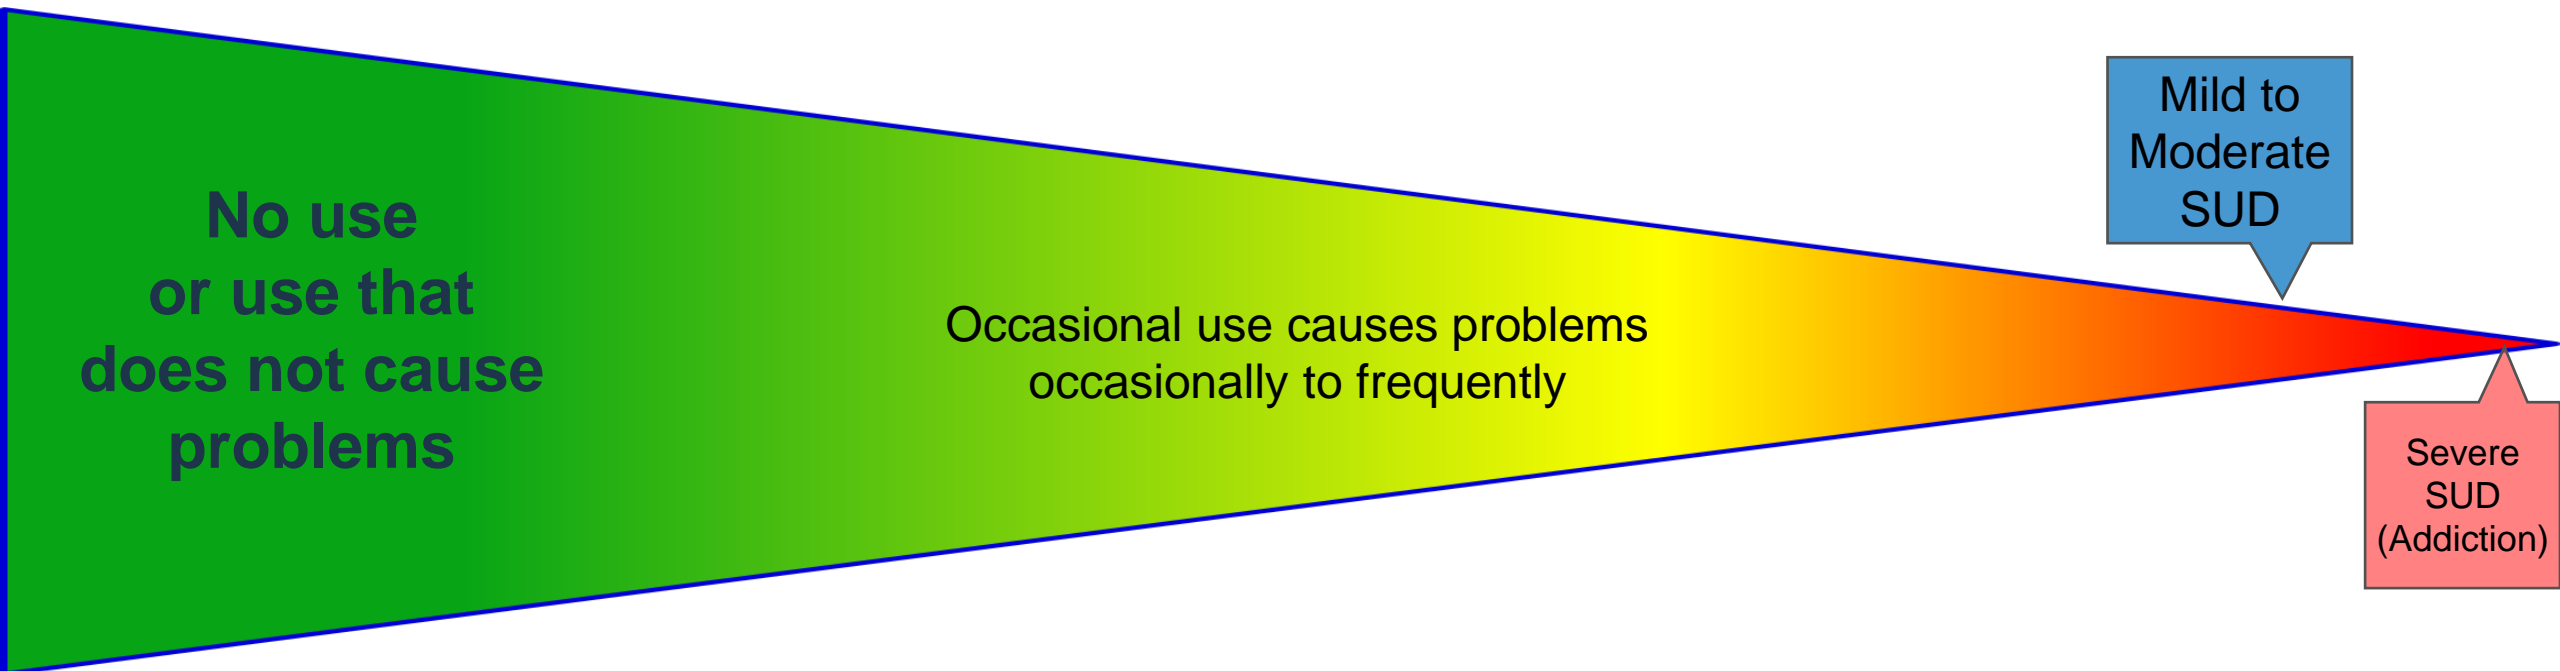 No use
or use that
does not cause
problems
Occasional use causes problems
occasionally to frequently
Mild to
Moderate
SUD
Severe
SUD
(Addiction)